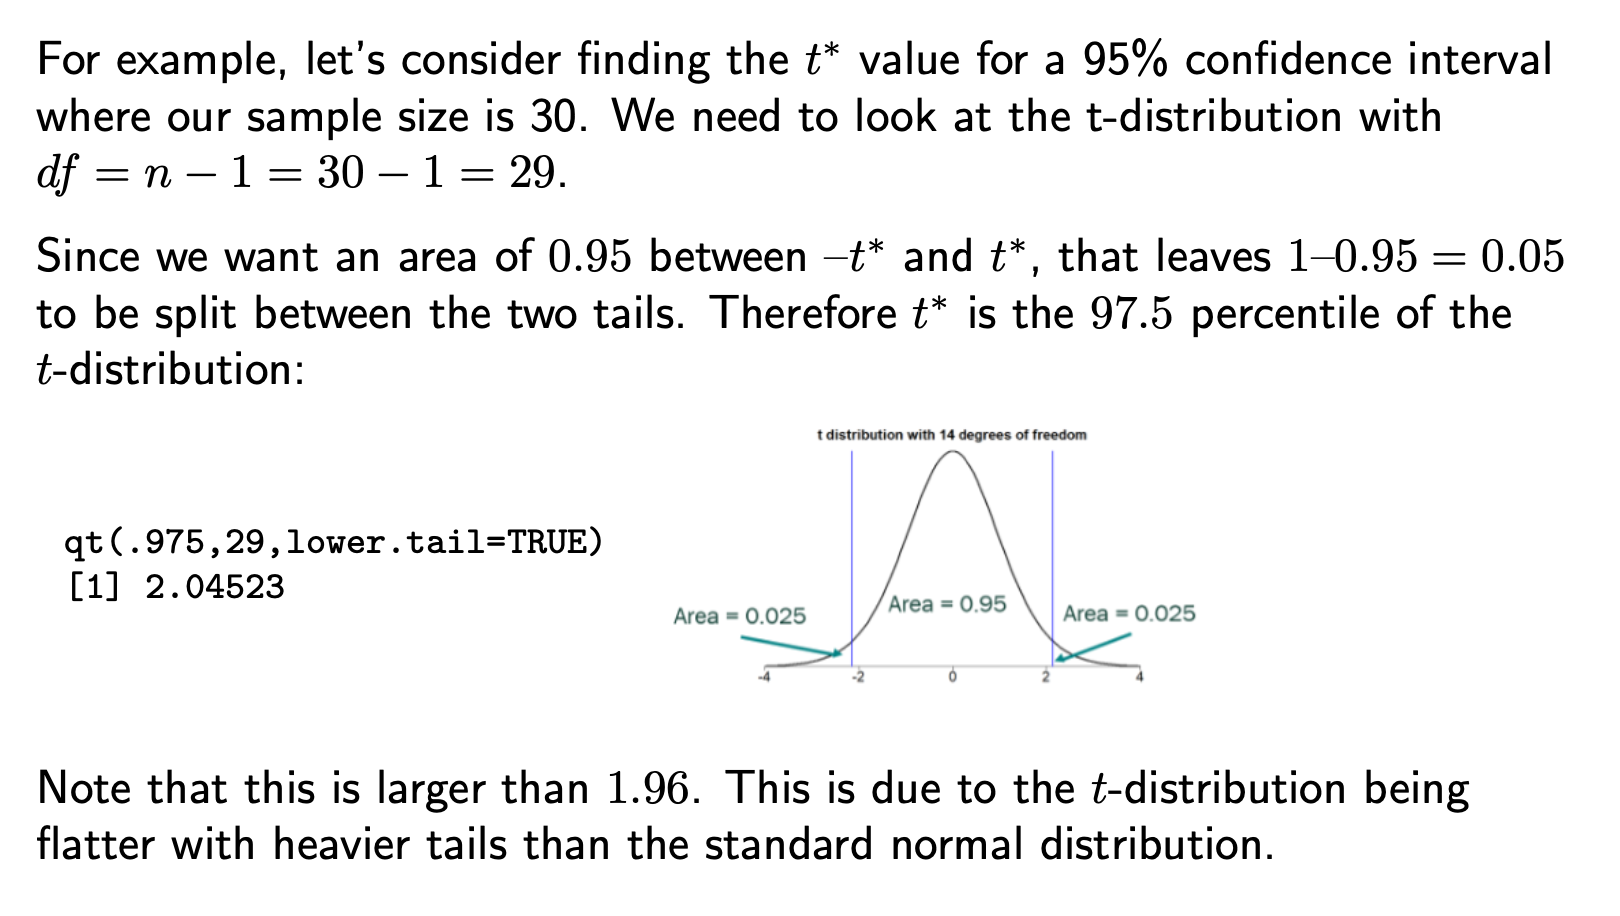 For example, let's consider finding the t* value for a 95% confidence interval
where our sample size is 30. We need to look at the t-distribution with
df = n − 1 = 30 − 1 = 29.
Since we want an area of 0.95 between –t* and t*, that leaves 1–0.95 = 0.05
to be split between the two tails. Therefore t* is the 97.5 percentile of the
t-distribution:
t distribution with 14 degrees of freedom
qt(.975,29,lower.tail=TRUE)
[1] 2.04523
Area = 0.025
Area = 0.95
Area = 0.025
-4 -2 0 2 4
Note that this is larger than 1.96. This is due to the t-distribution being
flatter with heavier tails than the standard normal distribution.